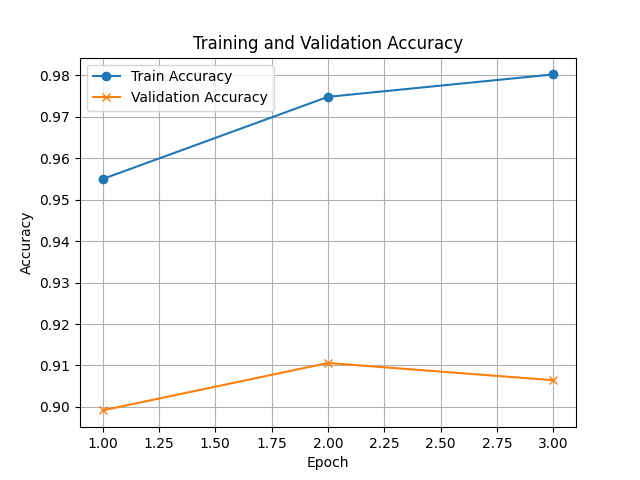 Training and Validation Accuracy
Train Accuracy
Validation Accuracy
0.98
0.97
0.96
0.95
0.94
0.93
0.92
0.91
0.90
Accuracy
1.00 1.25 1.50 1.75 2.00 2.25 2.50 2.75 3.00
Epoch